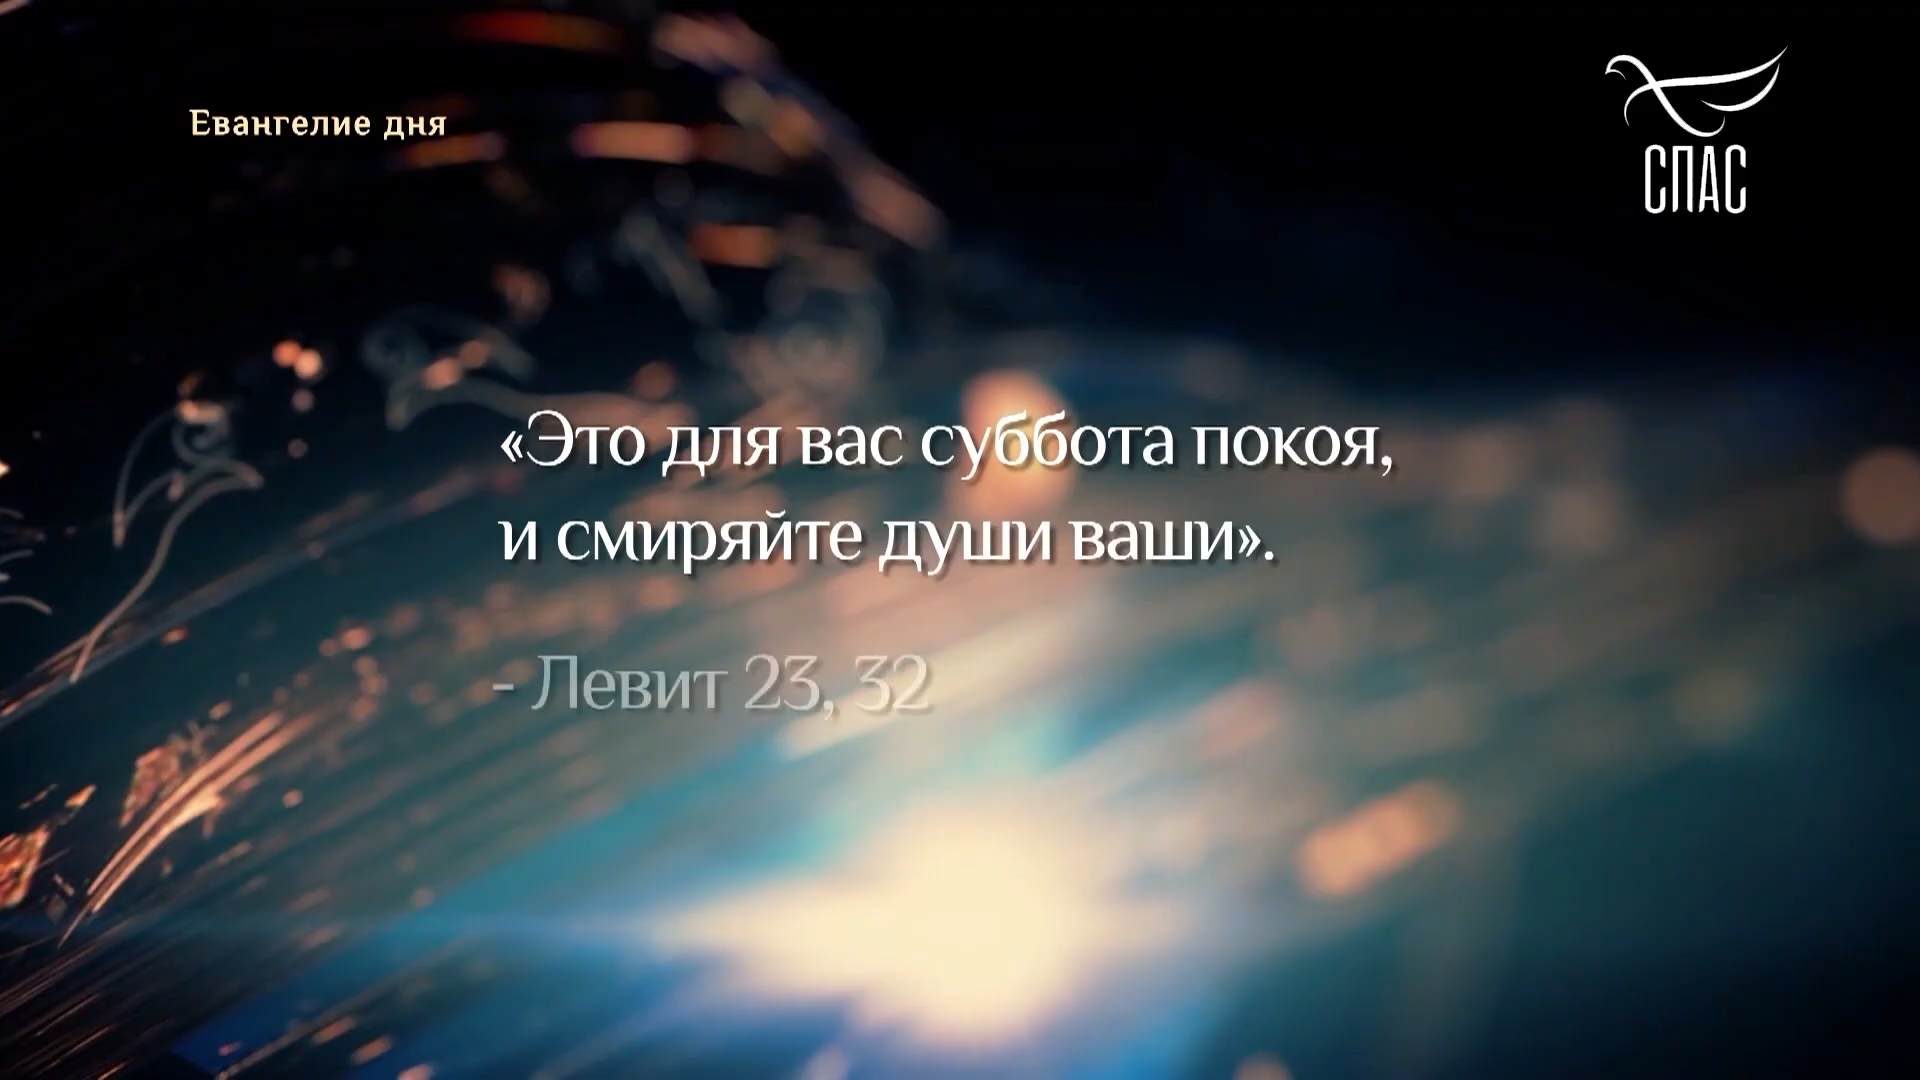 Евангелие дня
СПАС
«Это для вас суббота покоя,
и смиряйте души ваши».
- Левит 23, 32